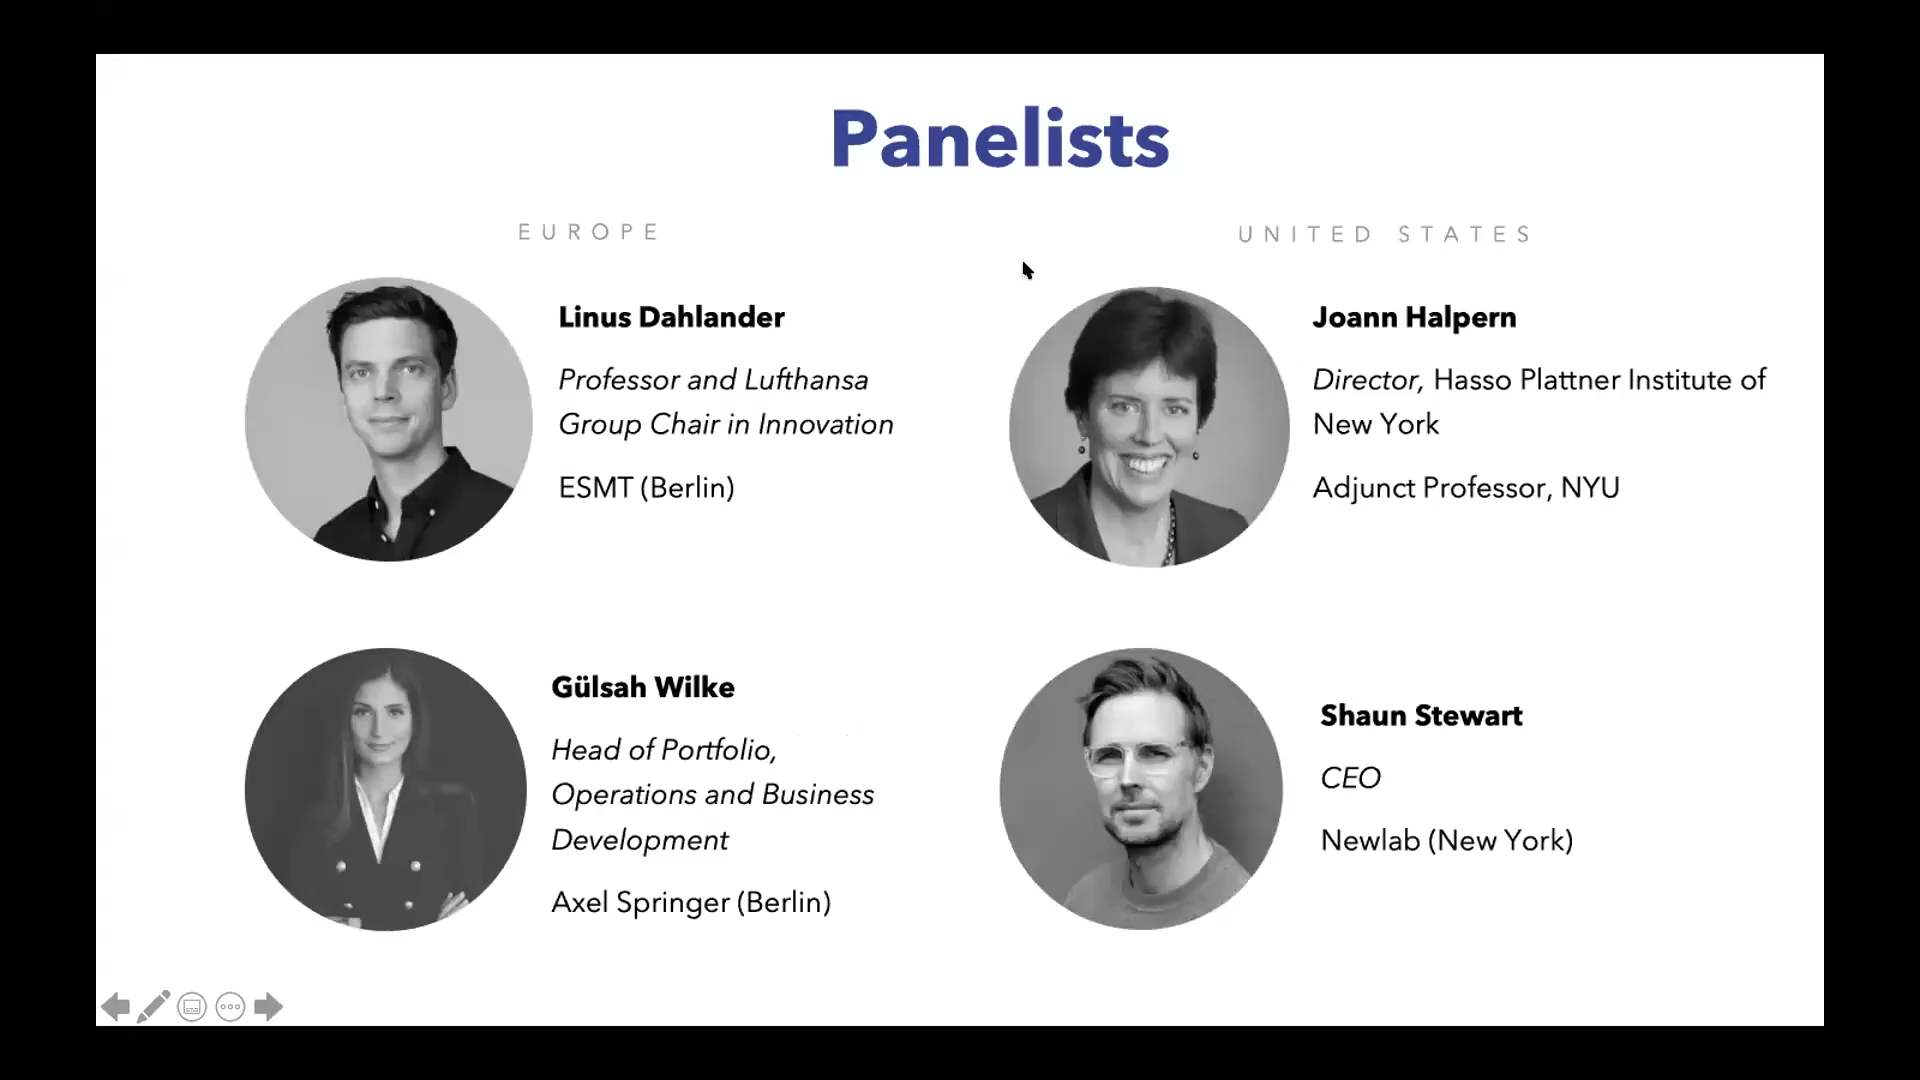 Panelists
EUROPE
Linus Dahlander
Professor and Lufthansa
Group Chair in Innovation
ESMT (Berlin)
Gülsah Wilke
Head of Portfolio,
Operations and Business
Development
Axel Springer (Berlin)
UNITED STATES
Joann Halpern
Director, Hasso Plattner Institute of
New York
Adjunct Professor, NYU
Shaun Stewart
CEO
Newlab (New York)